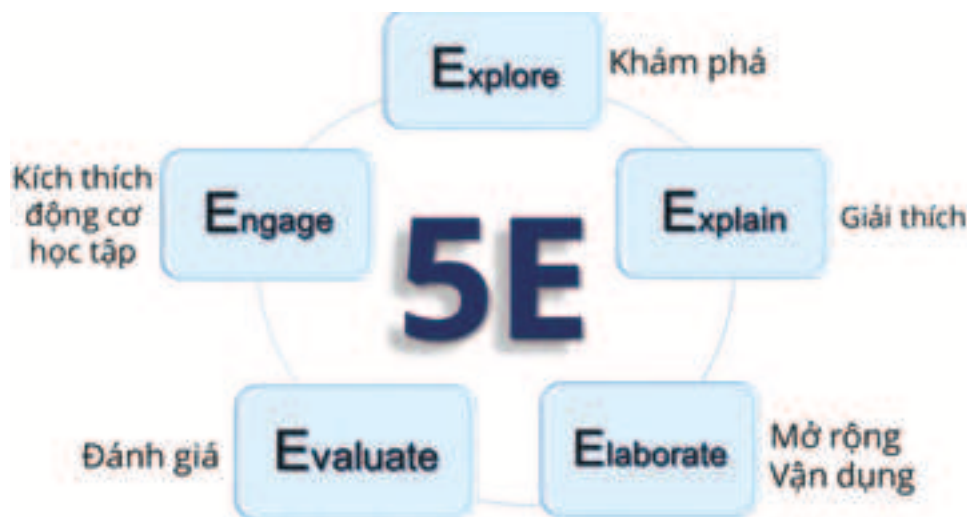 Explore
Khám phá
Kích thích
động cơ
học tập
Engage
5E
Explain
Giải thích
Đánh giá
Evaluate
Elaborate
Mở rộng
Vận dụng